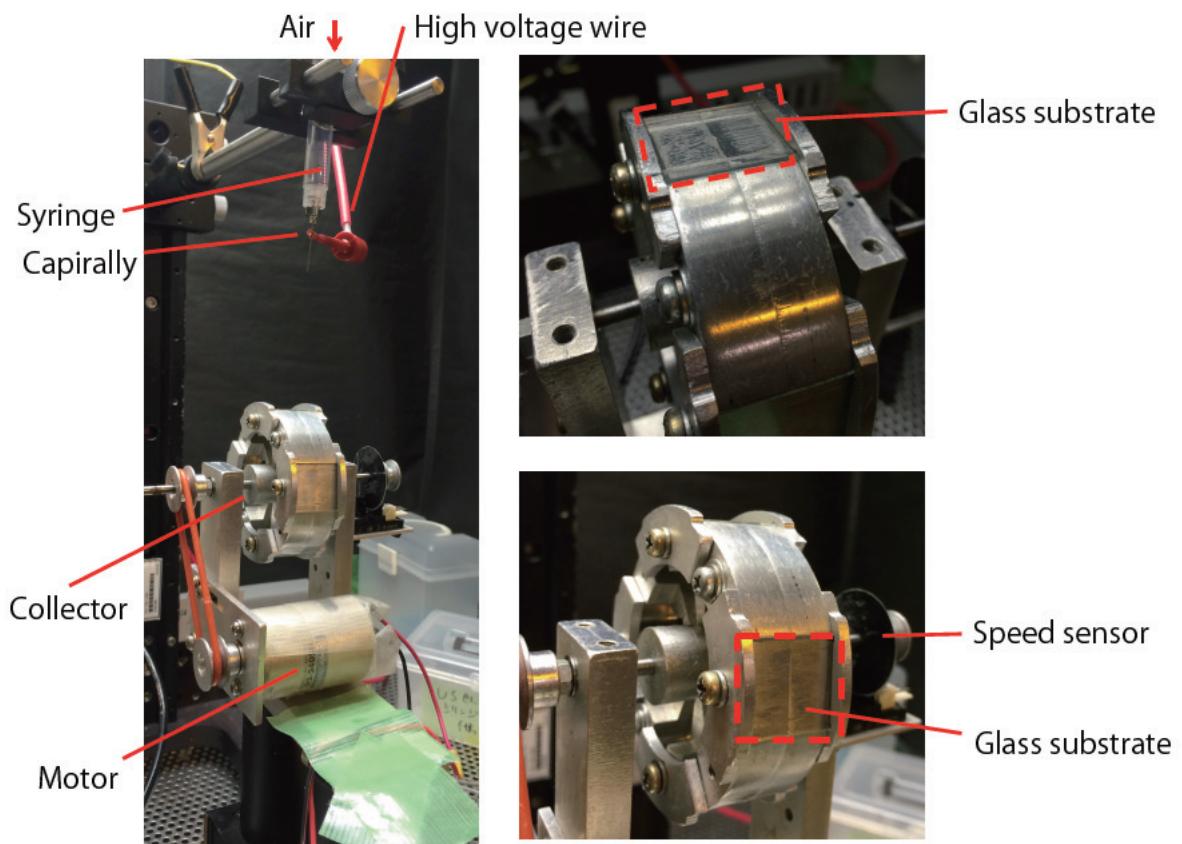 Air
High voltage wire
Syringe
Capirally
Collector
Motor
Glass substrate
Speed sensor
Glass substrate